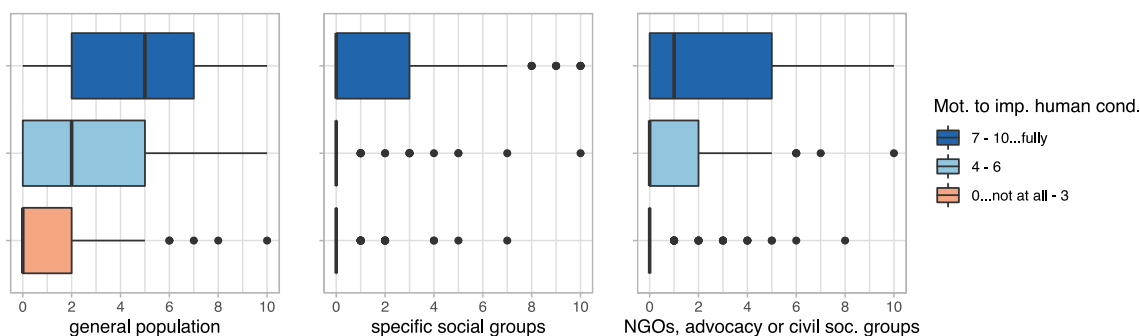 Mot. to imp. human cond.
7 - 10...fully
4 - 6
0...not at all - 3
0 2 4 6 8 10
general population
0 2 4 6 8 10
specific social groups
0 2 4 6 8 10
NGOs, advocacy or civil soc. groups